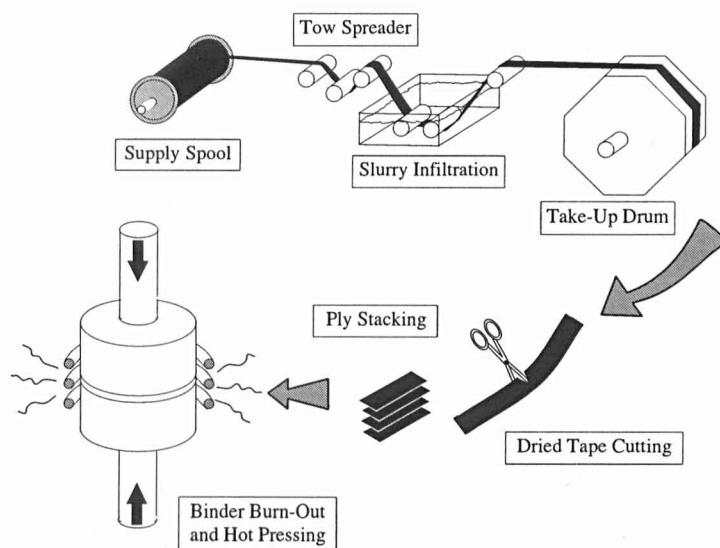 Tow Spreader
Supply Spool
Slurry Infiltration
Take-Up Drum
Ply Stacking
Dried Tape Cutting
Binder Burn-Out
and Hot Pressing